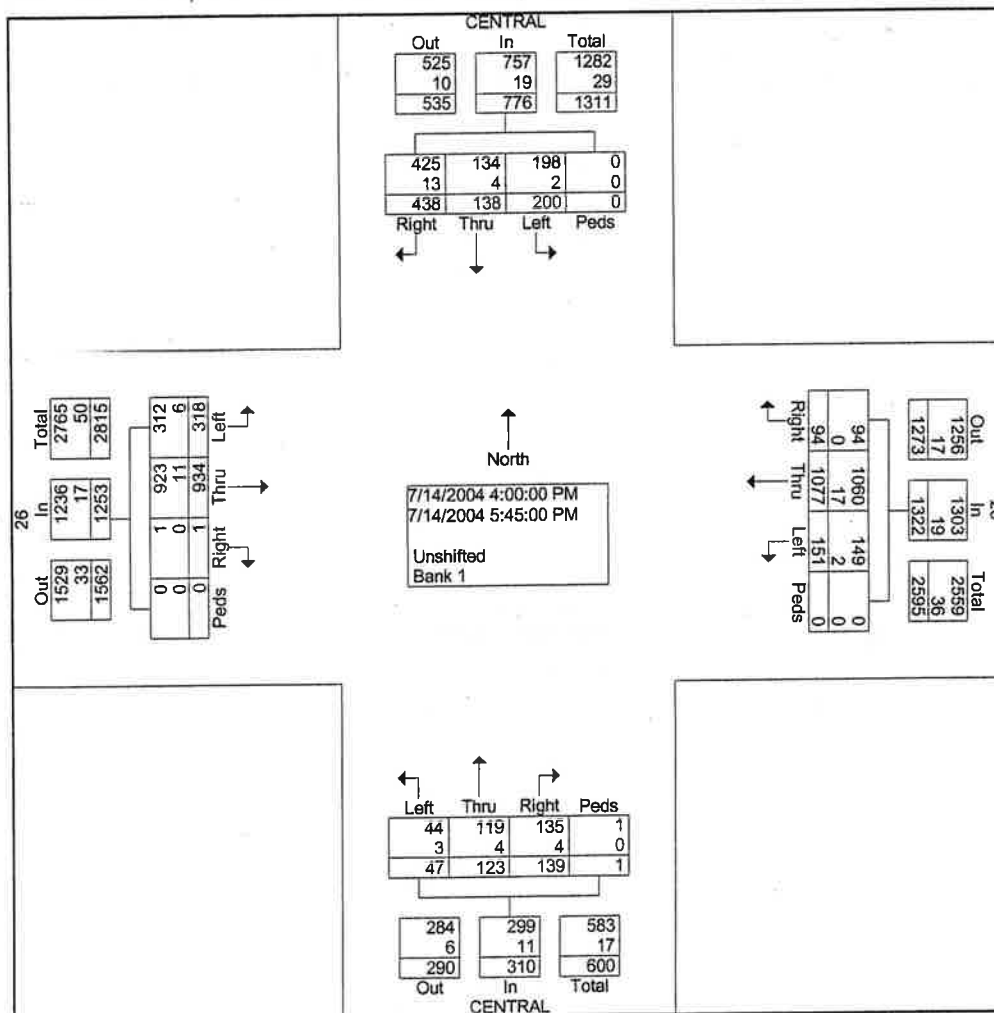 CENTRAL
Out In Total
525 757 1282
10 19 29
535 776 1311
425 134 198 0
13 4 2 0
438 138 200 0
Right Thru Left Peds
North
7/14/2004 4:00:00 PM
7/14/2004 5:45:00 PM
Unshifted
Bank 1
26
Total In Out
2765 1236 1529
50 17 33
2815 1253 1562
312 923 1 0
6 11 0 0
318 934 1 0
Left Thru Right Peds
Right Thru Left Peds
94 1077 151 0
0 17 2 0
94 1060 149 0
Out In Total
1273 1322 2595
17 19 36
1256 1303 2559
Left Thru Right Peds
44 119 135 1
3 4 4 0
47 123 139 1
284 299 583
6 11 17
290 310 600
Out In Total
CENTRAL